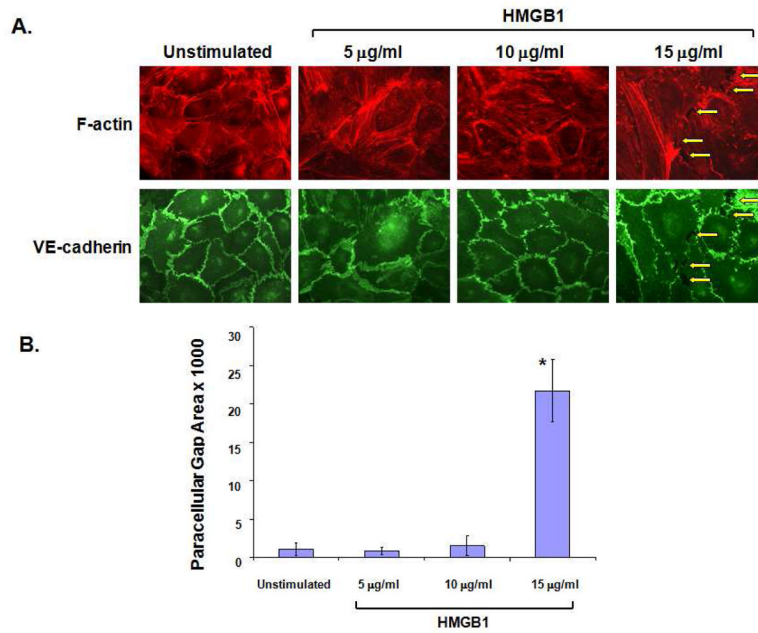 A.
HMGB1
Unstimulated 5 μg/ml 10 μg/ml 15 μg/ml
F-actin
VE-cadherin
B.
Paracellular Gap Area x 1000
30
25
20
15
10
5
0
*
Unstimulated 5 μg/ml 10 μg/ml 15 μg/ml
HMGB1